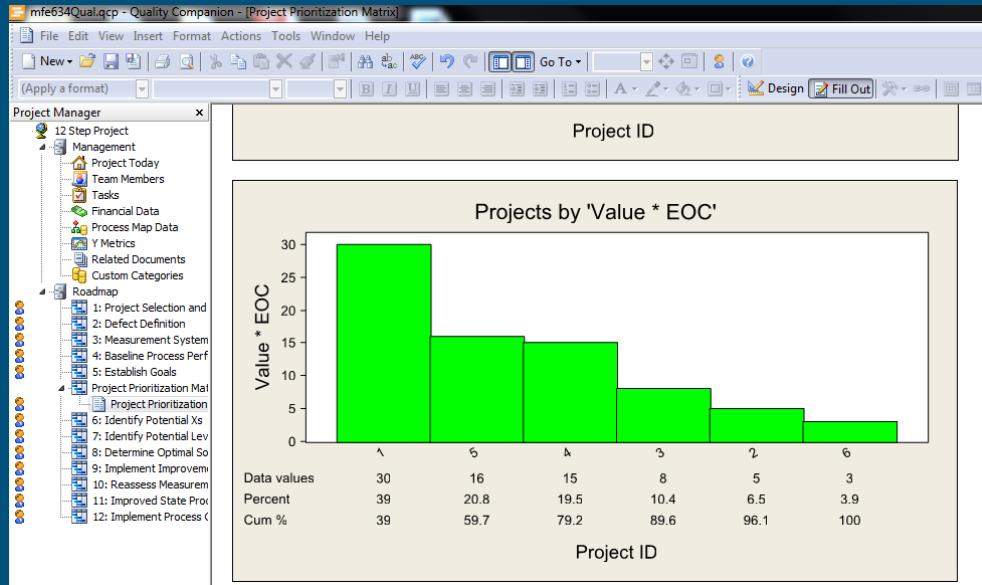 mfe634Qual.qcp - Quality Companion - [Project Prioritization Matrix]
File Edit View Insert Format Actions Tools Window Help
New Go To
(Apply a format) B I U A Design Fill Out
Project Manager x
12 Step Project
Management
Project Today
Team Members
Tasks
Financial Data
Process Map Data
Y Metrics
Related Documents
Custom Categories
Roadmap
1: Project Selection and
2: Defect Definition
3: Measurement System
4: Baseline Process Perf
5: Establish Goals
Project Prioritization Mat
Project Prioritization
6: Identify Potential Xs
7: Identify Potential Lev
8: Determine Optimal So
9: Implement Improvem
10: Reassess Measurem
11: Improved State Proc
12: Implement Process (
Project ID
Projects by 'Value * EOC'
Value * EOC
30
25
20
15
10
5
0
1 5 4 3 2 6
Data values 30 16 15 8 5 3
Percent 39 20.8 19.5 10.4 6.5 3.9
Cum % 39 59.7 79.2 89.6 96.1 100
Project ID